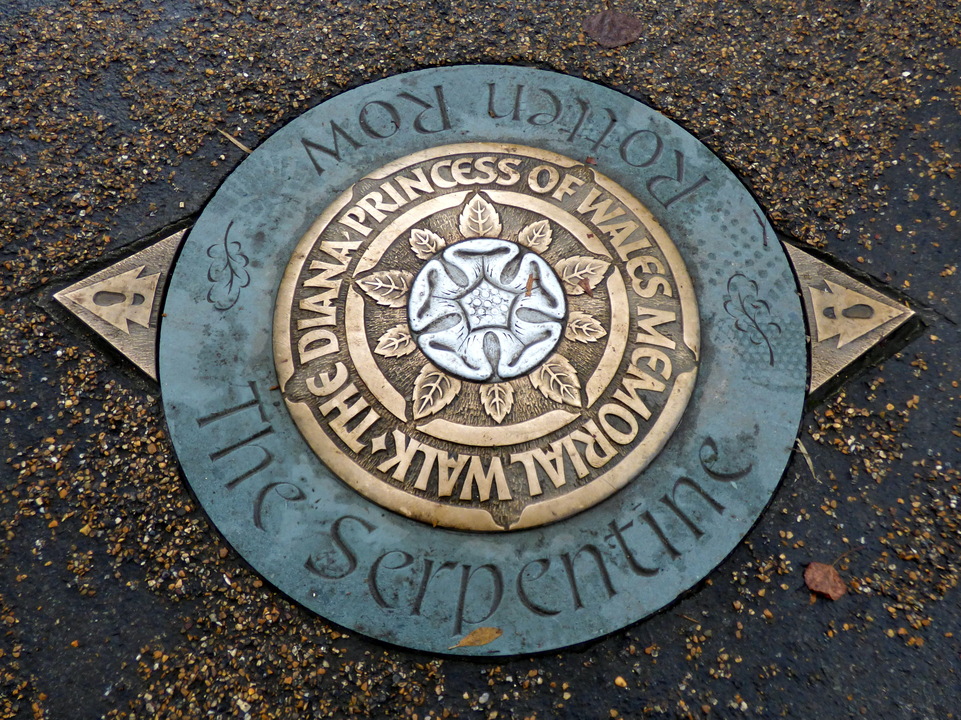 Rotten Row
THE DIANA PRINCESS OF WALES MEMORIAL WALK
The Serpentine